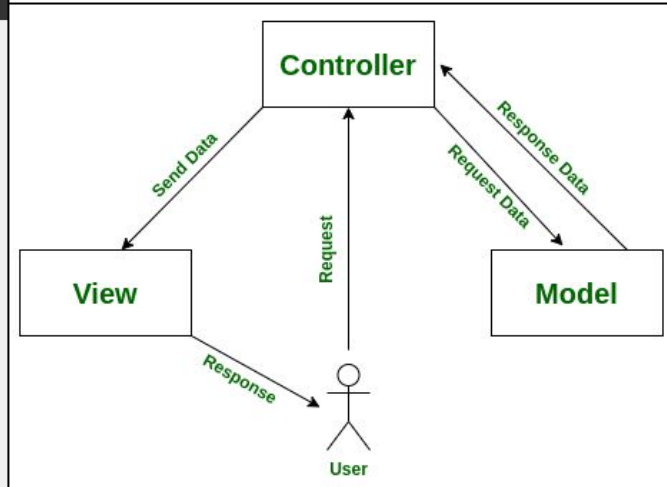 Controller
Send Data
Request
Request Data
Response Data
View
Model
Response
User